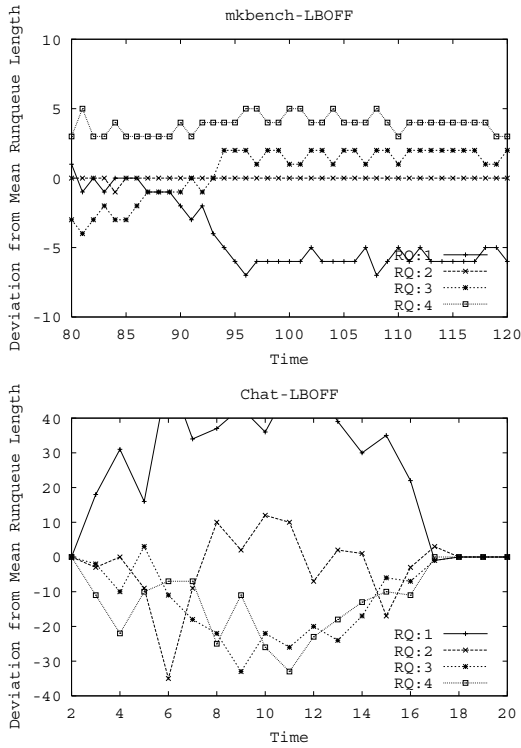 mkbench-LBOFF
Deviation from Mean Runqueue Length
10
5
0
-5
-10
RQ:1
RQ:2
RQ:3
RQ:4
80 85 90 95 100 105 110 115 120
Time
Chat-LBOFF
Deviation from Mean Runqueue Length
40
30
20
10
0
-10
-20
-30
-40
RQ:1
RQ:2
RQ:3
RQ:4
2 4 6 8 10 12 14 16 18 20
Time